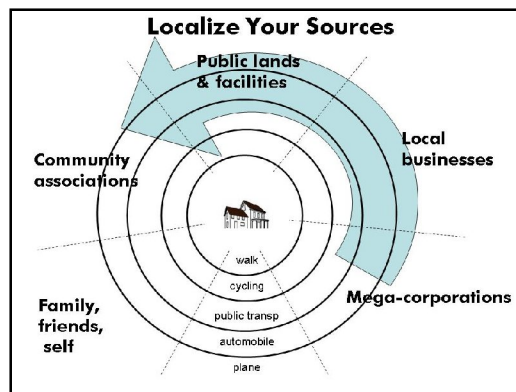 Localize Your Sources
Public lands
& facilities
Local
businesses
Community
associations
walk
cycling
Mega-corporations
Family,
friends,
self
public transp
automobile
plane